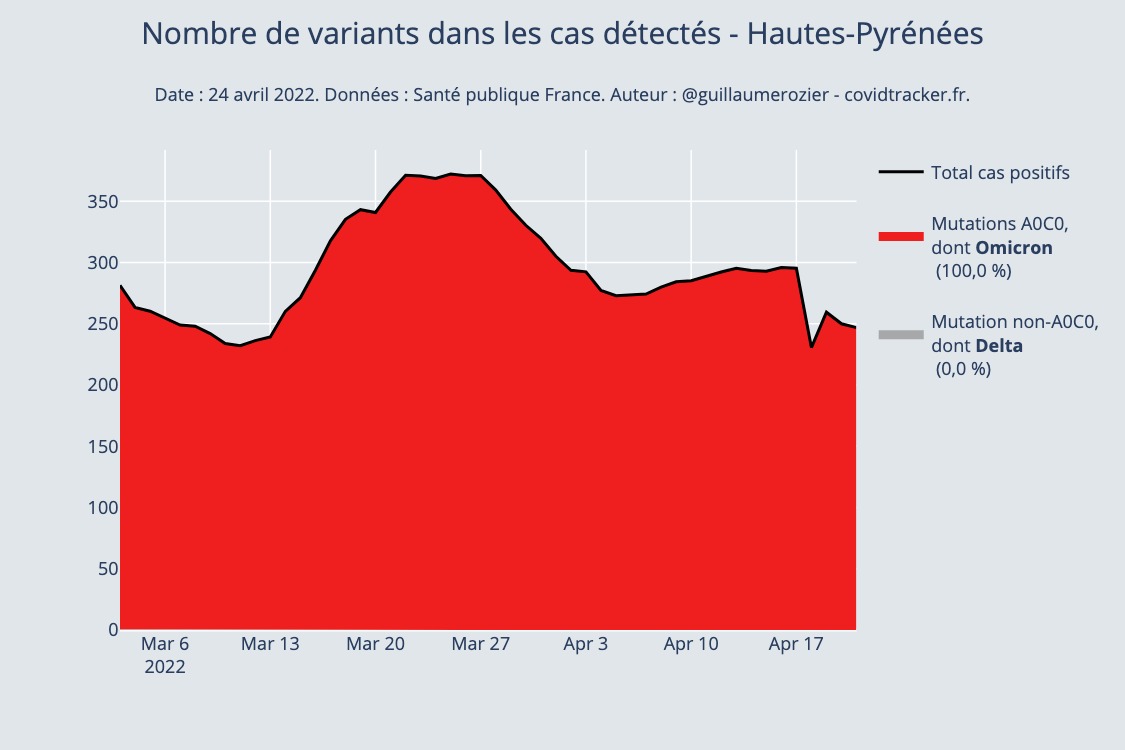 Nombre de variants dans les cas détectés - Hautes-Pyrénées
Date : 24 avril 2022. Données : Santé publique France. Auteur : @guillaumerozier - covidtracker.fr.
Total cas positifs
Mutations A0C0,
dont Omicron
(100,0 %)
Mutation non-A0C0,
dont Delta
(0,0 %)
350
300
250
200
150
100
50
0
Mar 6
2022
Mar 13
Mar 20
Mar 27
Apr 3
Apr 10
Apr 17